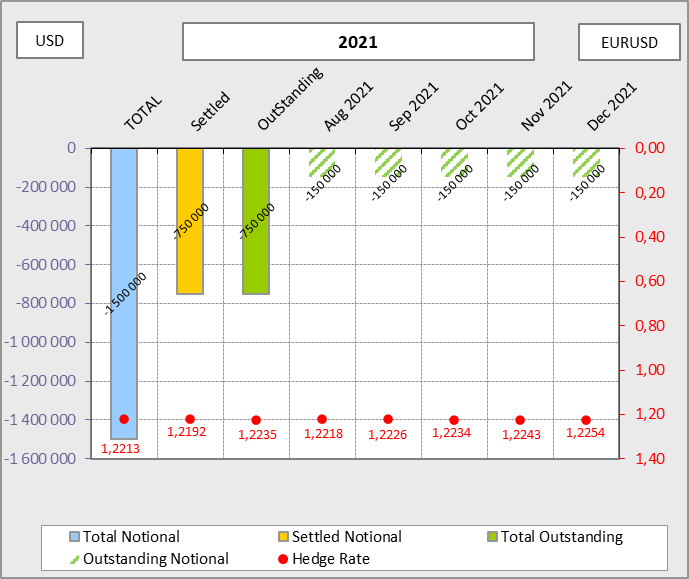 USD
2021
EURUSD
TOTAL
Settled
OutStanding
Aug 2021
Sep 2021
Oct 2021
Nov 2021
Dec 2021
0
-200 000
-400 000
-600 000
-800 000
-1 000 000
-1 200 000
-1 400 000
-1 600 000
-1 500 000
-750 000
-750 000
-150 000
-150 000
-150 000
-150 000
-150 000
1,2213
1,2192
1,2235
1,2218
1,2226
1,2234
1,2243
1,2254
0,00
0,20
0,40
0,60
0,80
1,00
1,20
1,40
Total Notional
Settled Notional
Total Outstanding
Outstanding Notional
Hedge Rate